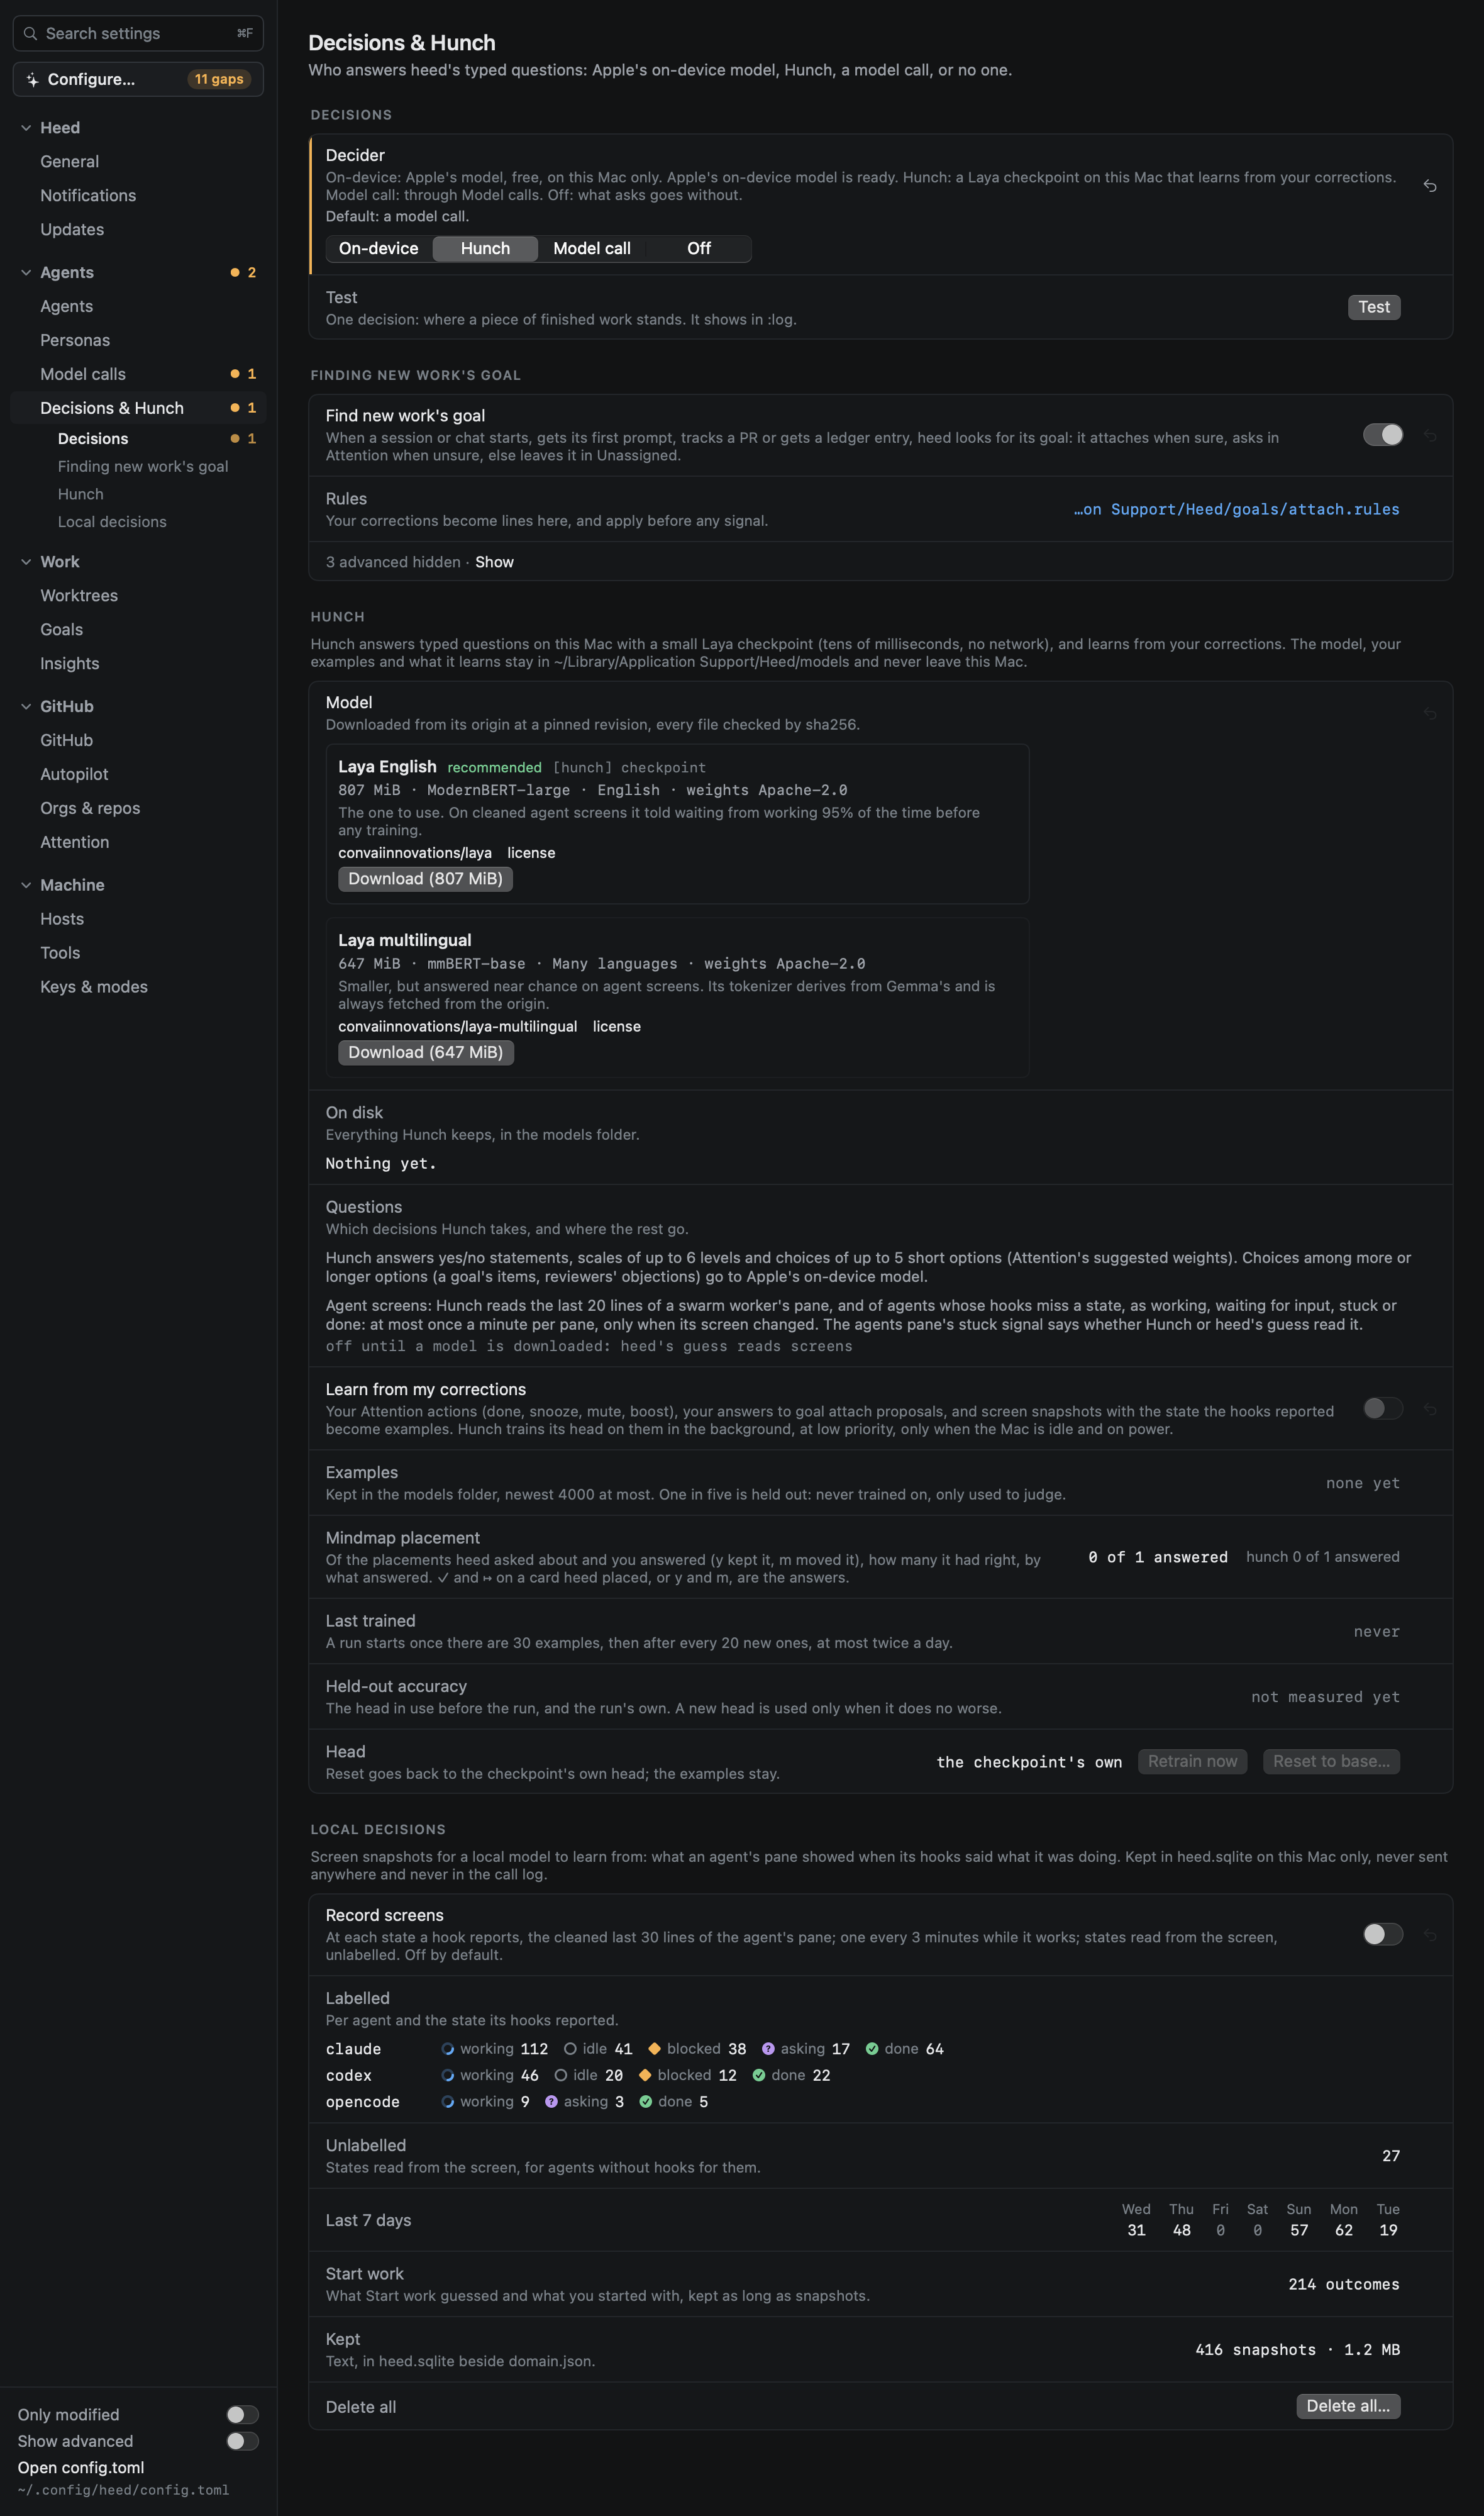 Search settings ⌘F
Configure... 11 gaps
Heed
General
Notifications
Updates
Agents 2
Agents
Personas
Model calls 1
Decisions & Hunch 1
Decisions 1
Finding new work's goal
Hunch
Local decisions
Work
Worktrees
Goals
Insights
GitHub
GitHub
Autopilot
Orgs & repos
Attention
Machine
Hosts
Tools
Keys & modes
Only modified
Show advanced
Open config.toml
~/.config/heed/config.toml
Decisions & Hunch
Who answers heed's typed questions: Apple's on-device model, Hunch, a model call, or no one.
DECISIONS
Decider
On-device: Apple's model, free, on this Mac only. Apple's on-device model is ready. Hunch: a Laya checkpoint on this Mac that learns from your corrections.
Model call: through Model calls. Off: what asks goes without.
Default: a model call.
On-device Hunch Model call Off
Test
One decision: where a piece of finished work stands. It shows in :log.
Test
FINDING NEW WORK'S GOAL
Find new work's goal
When a session or chat starts, gets its first prompt, tracks a PR or gets a ledger entry, heed looks for its goal: it attaches when sure, asks in
Attention when unsure, else leaves it in Unassigned.
Rules
Your corrections become lines here, and apply before any signal.
…on Support/Heed/goals/attach.rules
3 advanced hidden · Show
HUNCH
Hunch answers typed questions on this Mac with a small Laya checkpoint (tens of milliseconds, no network), and learns from your corrections. The model, your
examples and what it learns stay in ~/Library/Application Support/Heed/models and never leave this Mac.
Model
Downloaded from its origin at a pinned revision, every file checked by sha256.
Laya English recommended [hunch] checkpoint
807 MiB · ModernBERT-large · English · weights Apache-2.0
The one to use. On cleaned agent screens it told waiting from working 95% of the time before
any training.
convaiinnovations/laya license
Download (807 MiB)
Laya multilingual
647 MiB · mmBERT-base · Many languages · weights Apache-2.0
Smaller, but answered near chance on agent screens. Its tokenizer derives from Gemma's and is
always fetched from the origin.
convaiinnovations/laya-multilingual license
Download (647 MiB)
On disk
Everything Hunch keeps, in the models folder.
Nothing yet.
Questions
Which decisions Hunch takes, and where the rest go.
Hunch answers yes/no statements, scales of up to 6 levels and choices of up to 5 short options (Attention's suggested weights). Choices among more or
longer options (a goal's items, reviewers' objections) go to Apple's on-device model.
Agent screens: Hunch reads the last 20 lines of a swarm worker's pane, and of agents whose hooks miss a state, as working, waiting for input, stuck or
done: at most once a minute per pane, only when its screen changed. The agents pane's stuck signal says whether Hunch or heed's guess read it.
off until a model is downloaded: heed's guess reads screens
Learn from my corrections
Your Attention actions (done, snooze, mute, boost), your answers to goal attach proposals, and screen snapshots with the state the hooks reported
become examples. Hunch trains its head on them in the background, at low priority, only when the Mac is idle and on power.
Examples
Kept in the models folder, newest 4000 at most. One in five is held out: never trained on, only used to judge.
none yet
Mindmap placement
Of the placements heed asked about and you answered (y kept it, m moved it), how many it had right, by
what answered. ✓ and ↦ on a card heed placed, or y and m, are the answers.
0 of 1 answered hunch 0 of 1 answered
Last trained
A run starts once there are 30 examples, then after every 20 new ones, at most twice a day.
never
Held-out accuracy
The head in use before the run, and the run's own. A new head is used only when it does no worse.
not measured yet
Head
Reset goes back to the checkpoint's own head; the examples stay.
the checkpoint's own Retrain now Reset to base...
LOCAL DECISIONS
Screen snapshots for a local model to learn from: what an agent's pane showed when its hooks said what it was doing. Kept in heed.sqlite on this Mac only, never sent
anywhere and never in the call log.
Record screens
At each state a hook reports, the cleaned last 30 lines of the agent's pane; one every 3 minutes while it works; states read from the screen,
unlabelled. Off by default.
Labelled
Per agent and the state its hooks reported.
claude working 112 idle 41 blocked 38 asking 17 done 64
codex working 46 idle 20 blocked 12 done 22
opencode working 9 asking 3 done 5
Unlabelled
States read from the screen, for agents without hooks for them.
27
Last 7 days
Wed Thu Fri Sat Sun Mon Tue
31 48 0 0 57 62 19
Start work
What Start work guessed and what you started with, kept as long as snapshots.
214 outcomes
Kept
Text, in heed.sqlite beside domain.json.
416 snapshots · 1.2 MB
Delete all
Delete all...